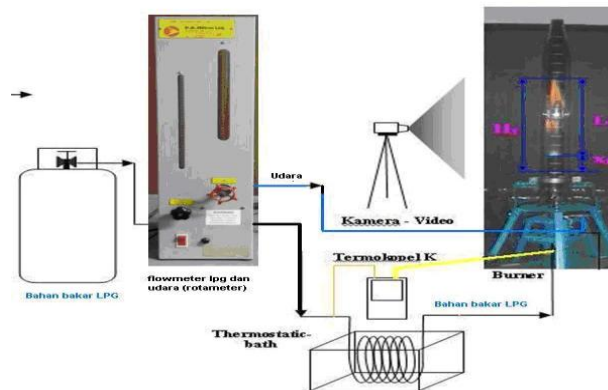 Udara
Kamera - Video
Termokopel K
Burner
flowmeter lpg dan
udara (rotameter)
Bahan bakar LPG
Bahan bakar LPG
Thermostatic-
bath